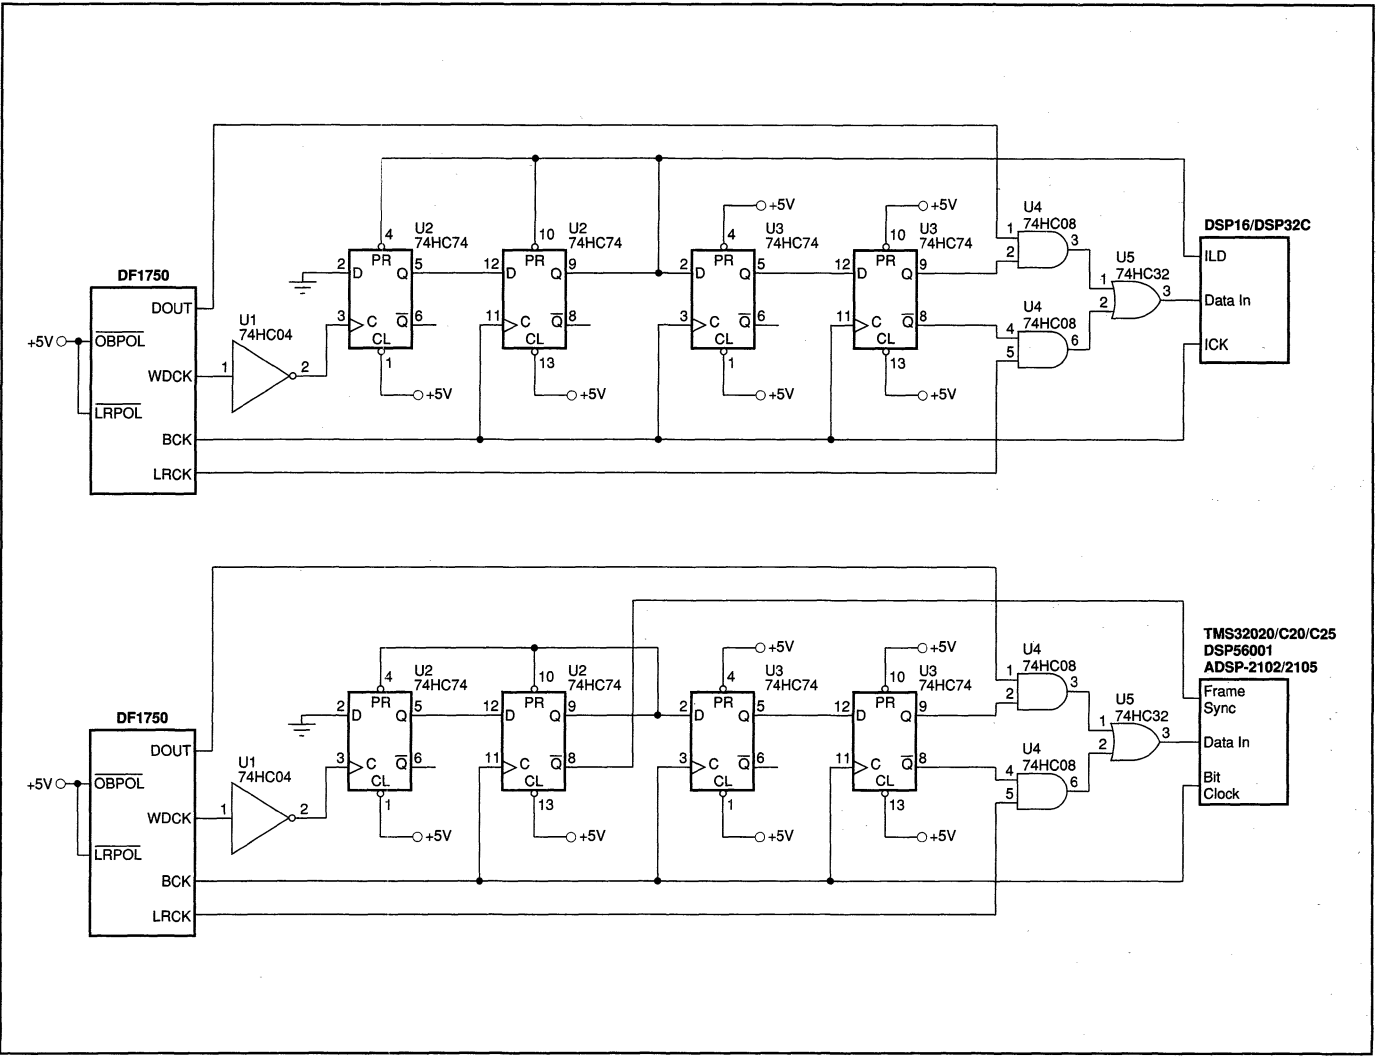 +5V
+5V
U4
74HC08
DSP16/DSP32C
U2
74HC74
U2
74HC74
U3
74HC74
U3
74HC74
4
10
4
10
1
2
3
PR
PR
PR
PR
U5
74HC32
ILD
DF1750
2 D Q 5
12 D Q 9
2 D Q 5
12 D Q 9
1
2
3
Data In
DOUT
U1
74HC04
U4
74HC08
3 C Q 6
11 C Q 8
3 C Q 6
11 C Q 8
4
5
6
+5V
OBPOL
CL
CL
CL
CL
ICK
WDCK
1
2
1
13
1
13
+5V
+5V
+5V
+5V
LRPOL
BCK
LRCK
+5V
+5V
U4
74HC08
TMS32020/C20/C25
DSP56001
ADSP-2102/2105
U2
74HC74
U2
74HC74
U3
74HC74
U3
74HC74
4
10
4
10
1
2
3
PR
PR
PR
PR
U5
74HC32
Frame
Sync
DF1750
2 D Q 5
12 D Q 9
2 D Q 5
12 D Q 9
1
2
3
Data In
DOUT
U1
74HC04
U4
74HC08
3 C Q 6
11 C Q 8
3 C Q 6
11 C Q 8
4
5
6
+5V
OBPOL
CL
CL
CL
CL
Bit
Clock
WDCK
1
2
1
13
1
13
+5V
+5V
+5V
+5V
LRPOL
BCK
LRCK